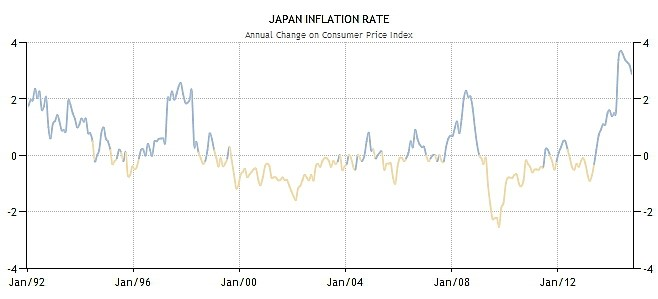 JAPAN INFLATION RATE
Annual Change on Consumer Price Index
4 4
2 2
0 0
-2 -2
-4 -4
Jan/92 Jan/96 Jan/00 Jan/04 Jan/08 Jan/12